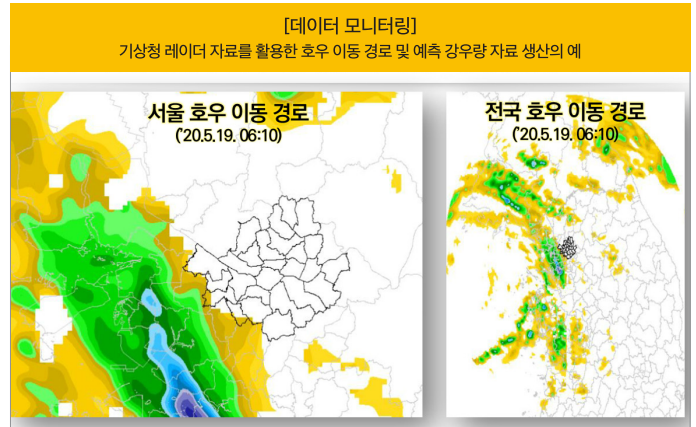 [데이터 모니터링]
기상청 레이더 자료를 활용한 호우 이동 경로 및 예측 강우량 자료 생산의 예
서울 호우 이동 경로
('20.5.19. 06:10)
전국 호우 이동 경로
('20.5.19. 06:10)